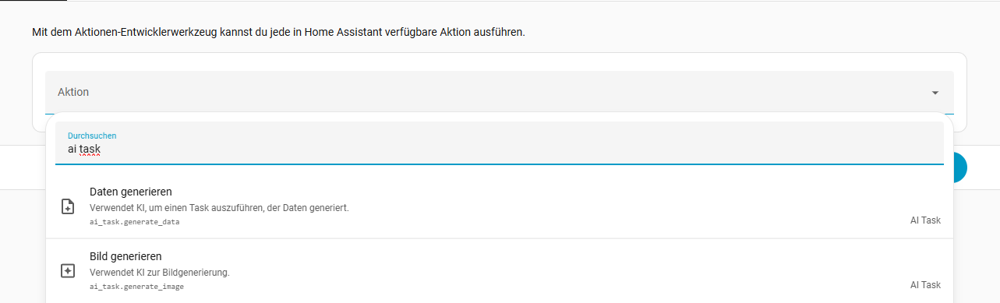 Mit dem Aktionen-Entwicklerwerkzeug kannst du jede in Home Assistant verfügbare Aktion ausführen.
Aktion
Durchsuchen
ai task
Daten generieren
Verwendet KI, um einen Task auszuführen, der Daten generiert.
ai_task.generate_data
AI Task
Bild generieren
Verwendet KI zur Bildgenerierung.
ai_task.generate_image
AI Task